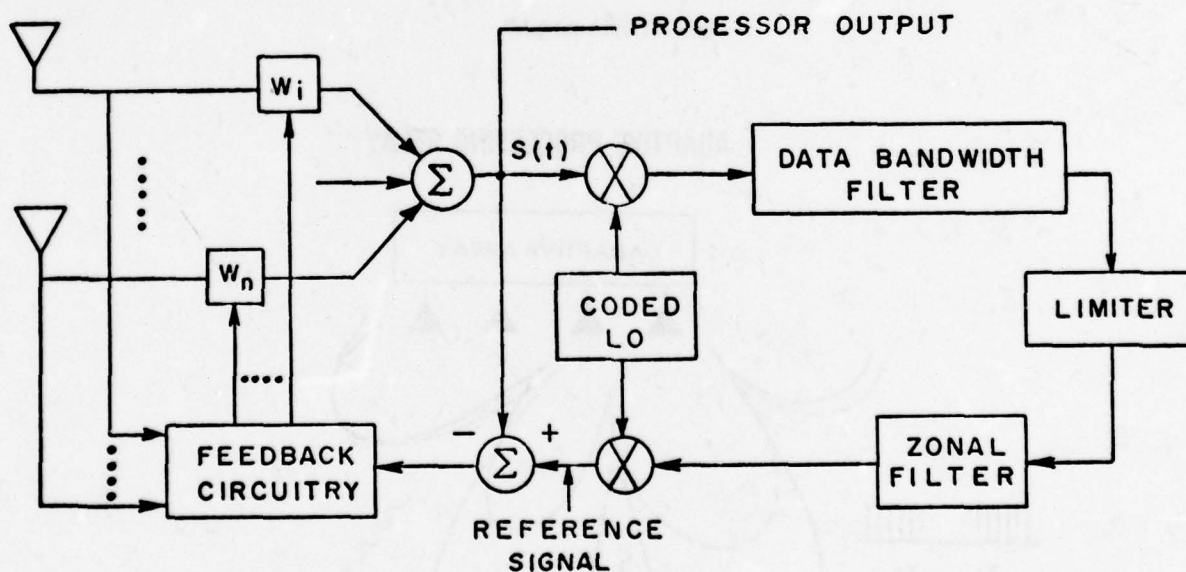 PROCESSOR OUTPUT
Wi
S(t)
Σ
DATA BANDWIDTH
FILTER
Wn
CODED
LO
LIMITER
− +
Σ
FEEDBACK
CIRCUITRY
ZONAL
FILTER
REFERENCE
SIGNAL